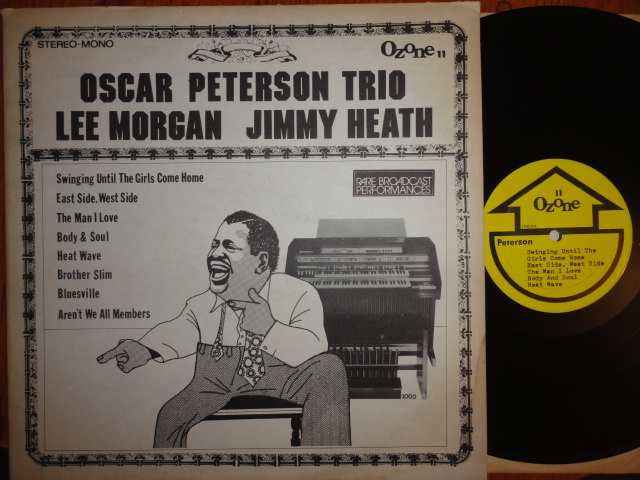 STEREO-MONO
Ozone 11
OSCAR PETERSON TRIO
LEE MORGAN JIMMY HEATH
Swinging Until The Girls Come Home
East Side, West Side
The Man I Love
Body & Soul
Heat Wave
Brother Slim
Bluesville
Aren't We All Members
RARE BROADCAST
PERFORMANCES
1000
11
Ozone
Peterson
Swinging Until The
Girls Come Home
East Side, West Side
The Man I Love
Body And Soul
Heat Wave